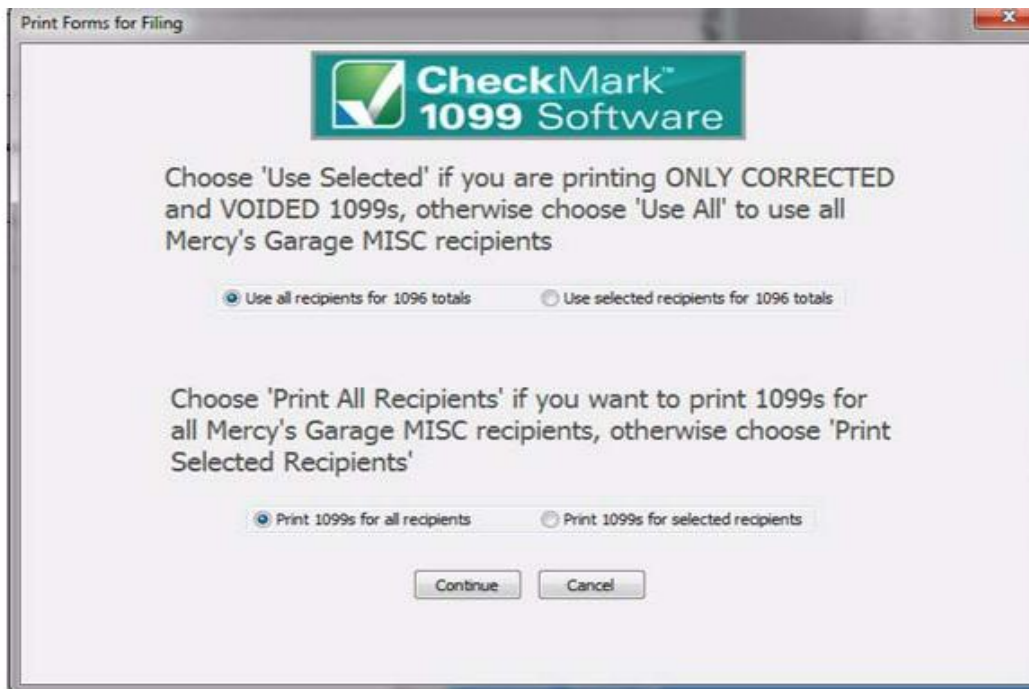 Print Forms for Filing
CheckMark™
1099 Software
Choose 'Use Selected' if you are printing ONLY CORRECTED
and VOIDED 1099s, otherwise choose 'Use All' to use all
Mercy's Garage MISC recipients
Use all recipients for 1096 totals Use selected recipients for 1096 totals
Choose 'Print All Recipients' if you want to print 1099s for
all Mercy's Garage MISC recipients, otherwise choose 'Print
Selected Recipients'
Print 1099s for all recipients Print 1099s for selected recipients
Continue Cancel